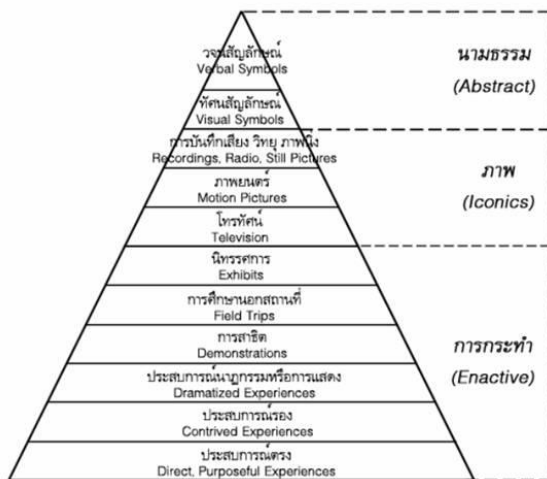 วจนสัญลักษณ์
Verbal Symbols
ทัศนสัญลักษณ์
Visual Symbols
การบันทึกเสียง วิทยุ ภาพนิ่ง
Recordings, Radio, Still Pictures
ภาพยนตร์
Motion Pictures
โทรทัศน์
Television
นิทรรศการ
Exhibits
การศึกษานอกสถานที่
Field Trips
การสาธิต
Demonstrations
ประสบการณ์นาฏกรรมหรือการแสดง
Dramatized Experiences
ประสบการณ์รอง
Contrived Experiences
ประสบการณ์ตรง
Direct, Purposeful Experiences
นามธรรม
(Abstract)
ภาพ
(Iconics)
การกระทำ
(Enactive)